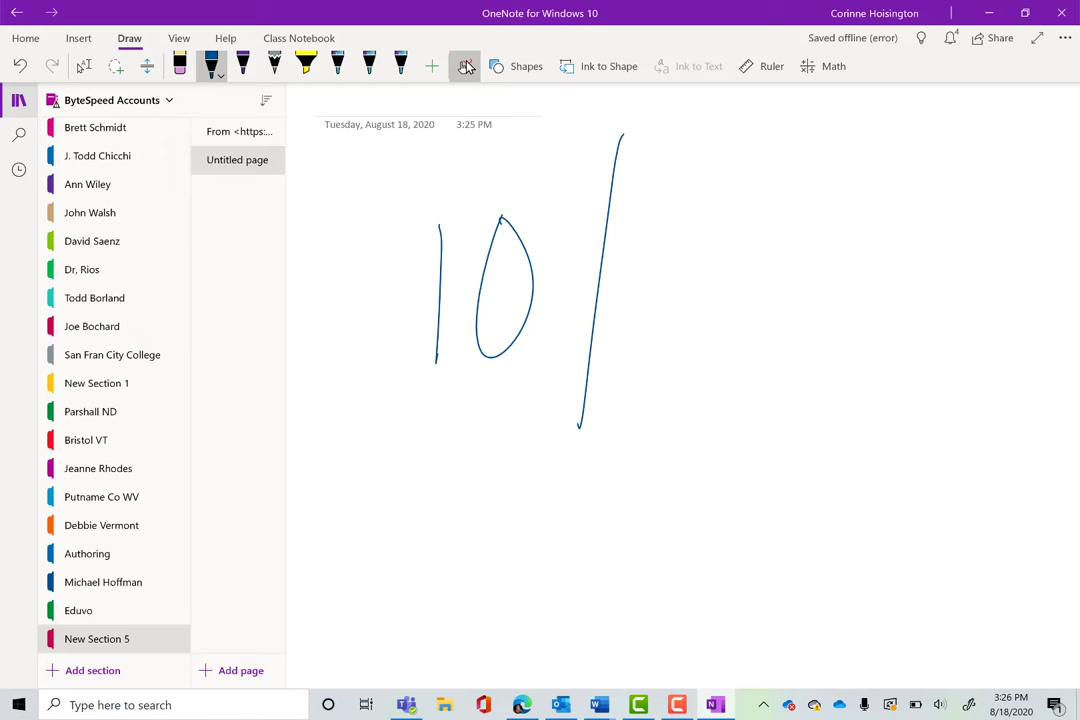 OneNote for Windows 10
Corinne Hoisington
Home
Insert
Draw
View
Help
Class Notebook
Saved offline (error)
4
Share
Shapes
Ink to Shape
Ink to Text
Ruler
Math
ByteSpeed Accounts
Brett Schmidt
J. Todd Chicchi
Ann Wiley
John Walsh
David Saenz
Dr, Rios
Todd Borland
Joe Bochard
San Fran City College
New Section 1
Parshall ND
Bristol VT
Jeanne Rhodes
Putname Co WV
Debbie Vermont
Authoring
Michael Hoffman
Eduvo
New Section 5
Add section
From <https:...
Untitled page
Add page
Tuesday, August 18, 2020 3:25 PM
10 /
Type here to search
3:26 PM
8/18/2020
1